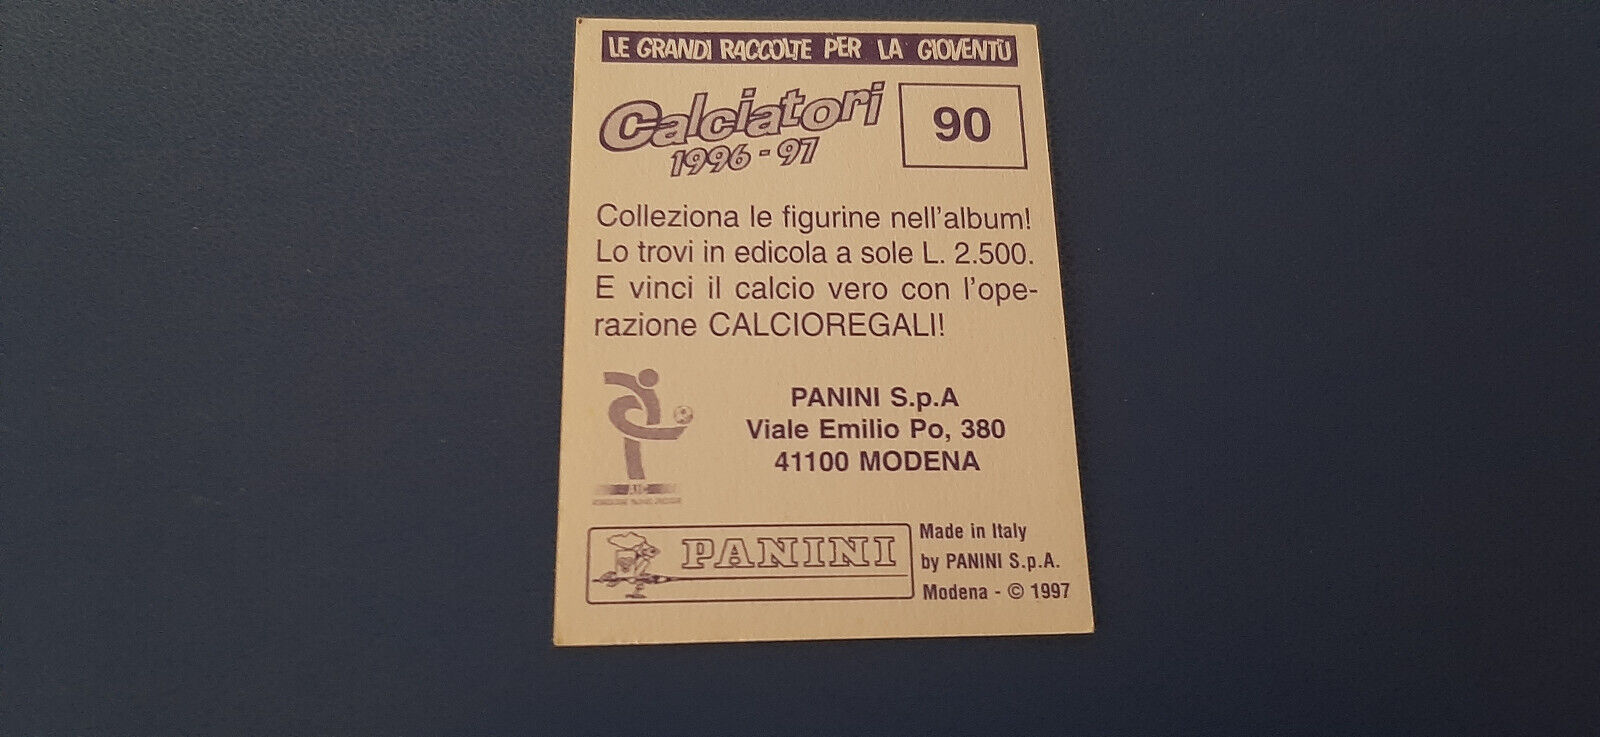 LE GRANDI RACCOLTE PER LA GIOVENTÙ
Calciatori
1996-97
90
Colleziona le figurine nell'album!
Lo trovi in edicola a sole L. 2.500.
E vinci il calcio vero con l'ope-
razione CALCIOREGALI!
PANINI S.p.A
Viale Emilio Po, 380
41100 MODENA
AIC
PANINI
Made in Italy
by PANINI S.p.A.
Modena - © 1997